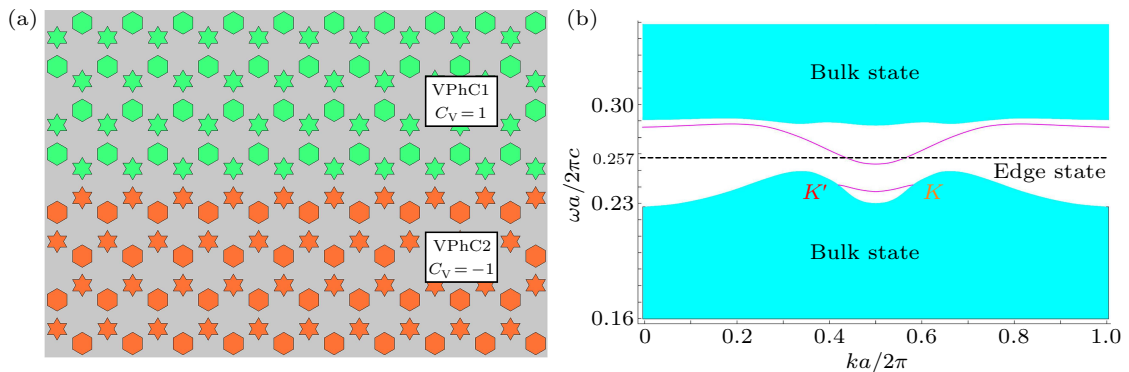 (a)
VPhC1
C_V = 1
VPhC2
C_V = −1
(b)
Bulk state
0.30
0.257
Edge state
K′
K
0.23
Bulk state
0.16
0
0.2
0.4
0.6
0.8
1.0
ωa/2πc
ka/2π